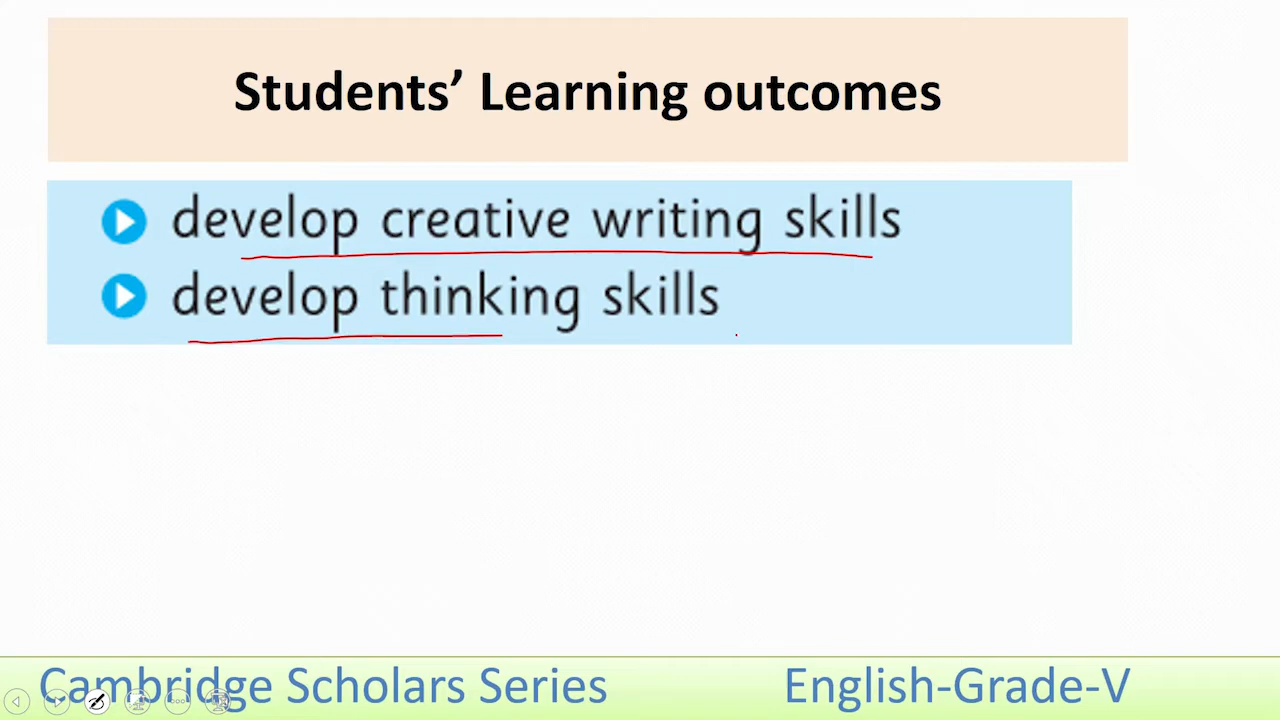 Students’ Learning outcomes
develop creative writing skills
develop thinking skills
Cambridge Scholars Series English-Grade-V